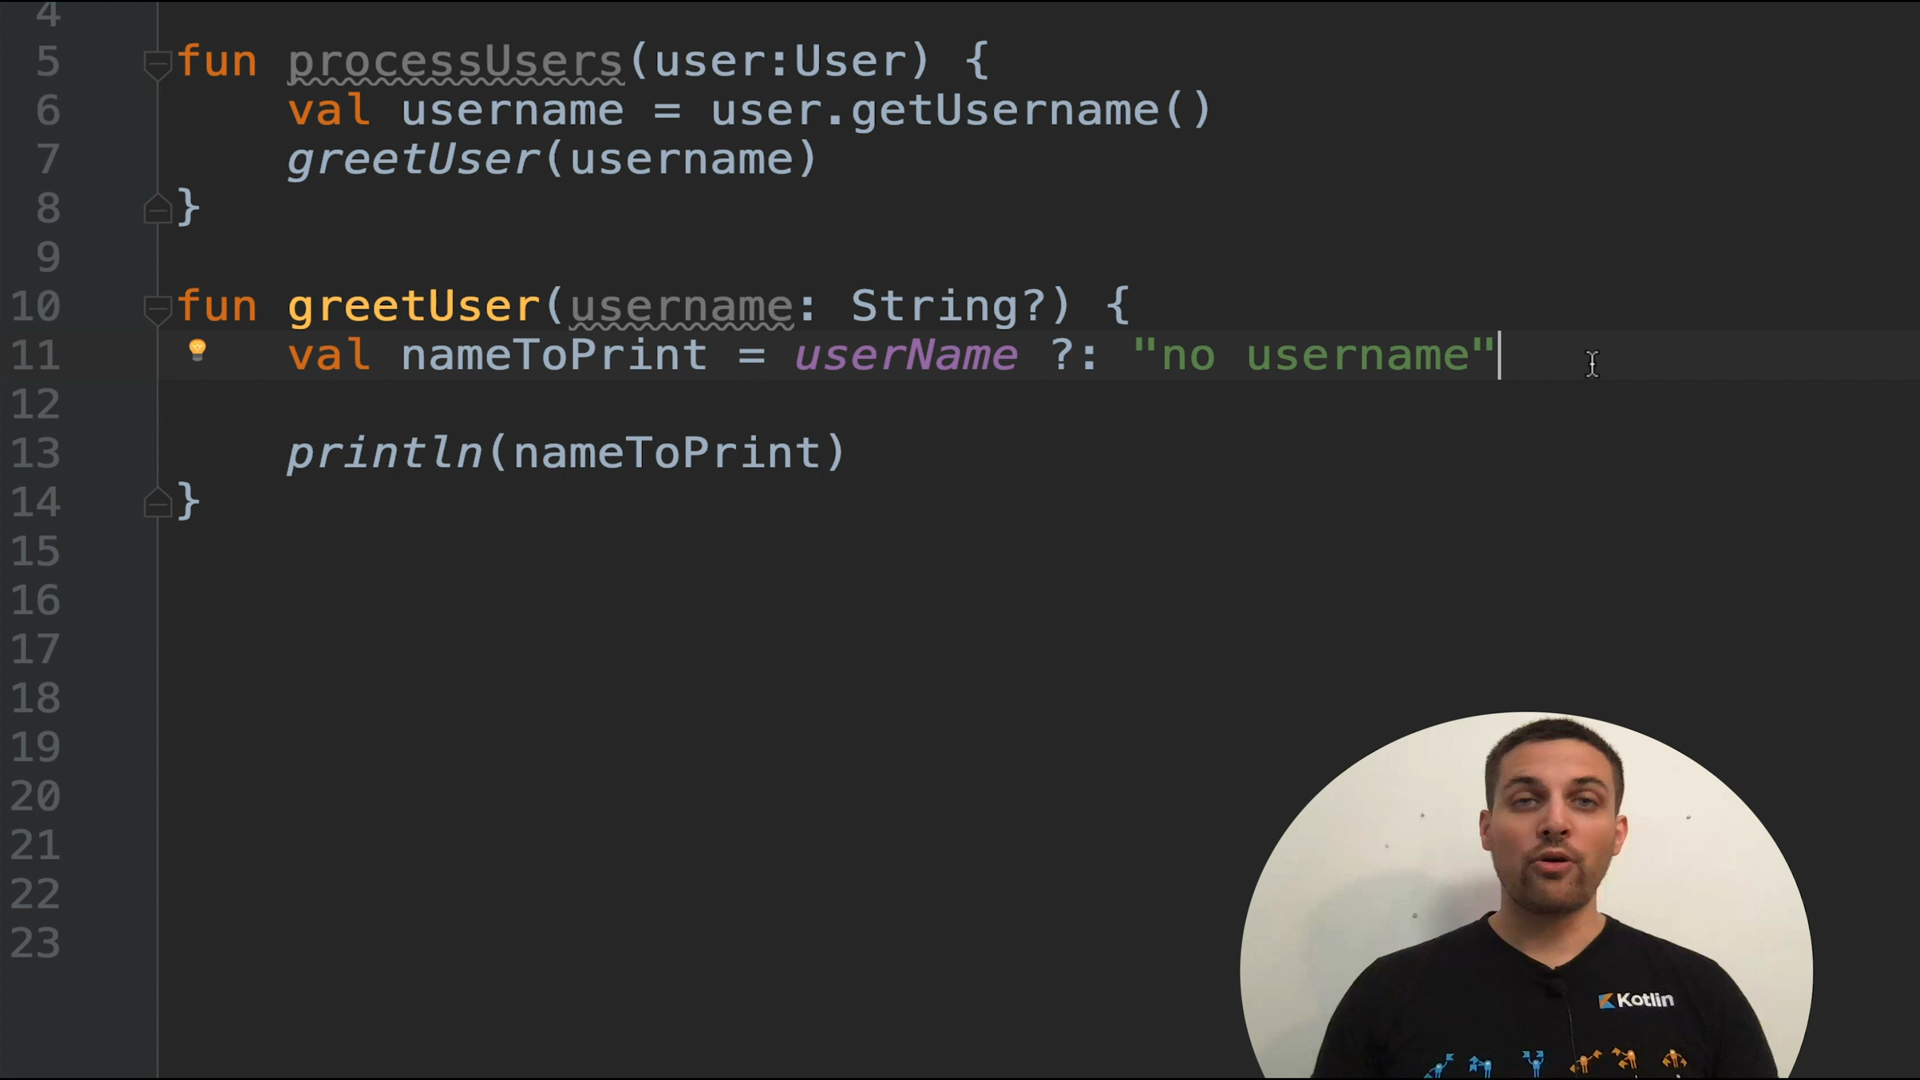 4
5 fun processUsers(user:User) {
6 val username = user.getUsername()
7 greetUser(username)
8 }
9
10 fun greetUser(username: String?) {
11 val nameToPrint = userName ?: "no username"
12
13 println(nameToPrint)
14 }
15
16
17
18
19
20
21
22
23
Kotlin